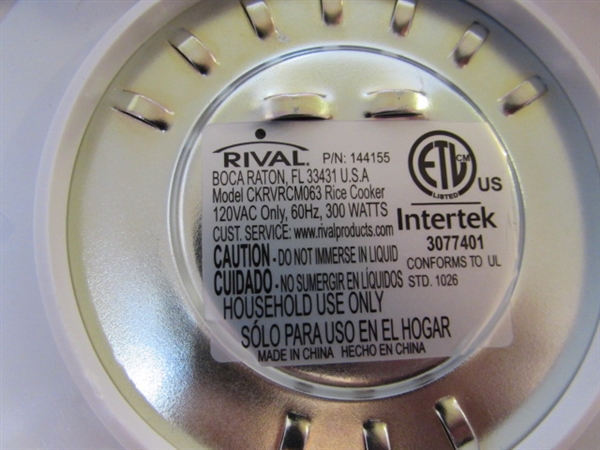 RIVAL® P/N: 144155
BOCA RATON, FL 33431 U.S.A
Model CKRVRCM063 Rice Cooker
120VAC Only, 60Hz, 300 WATTS
CUST. SERVICE: www.rivalproducts.com
CAUTION - DO NOT IMMERSE IN LIQUID
CUIDADO - NO SUMERGIR EN LÍQUIDOS
HOUSEHOLD USE ONLY
SÓLO PARA USO EN EL HOGAR
MADE IN CHINA HECHO EN CHINA
ETL CM
LISTED
US
Intertek
3077401
CONFORMS TO UL
STD. 1026